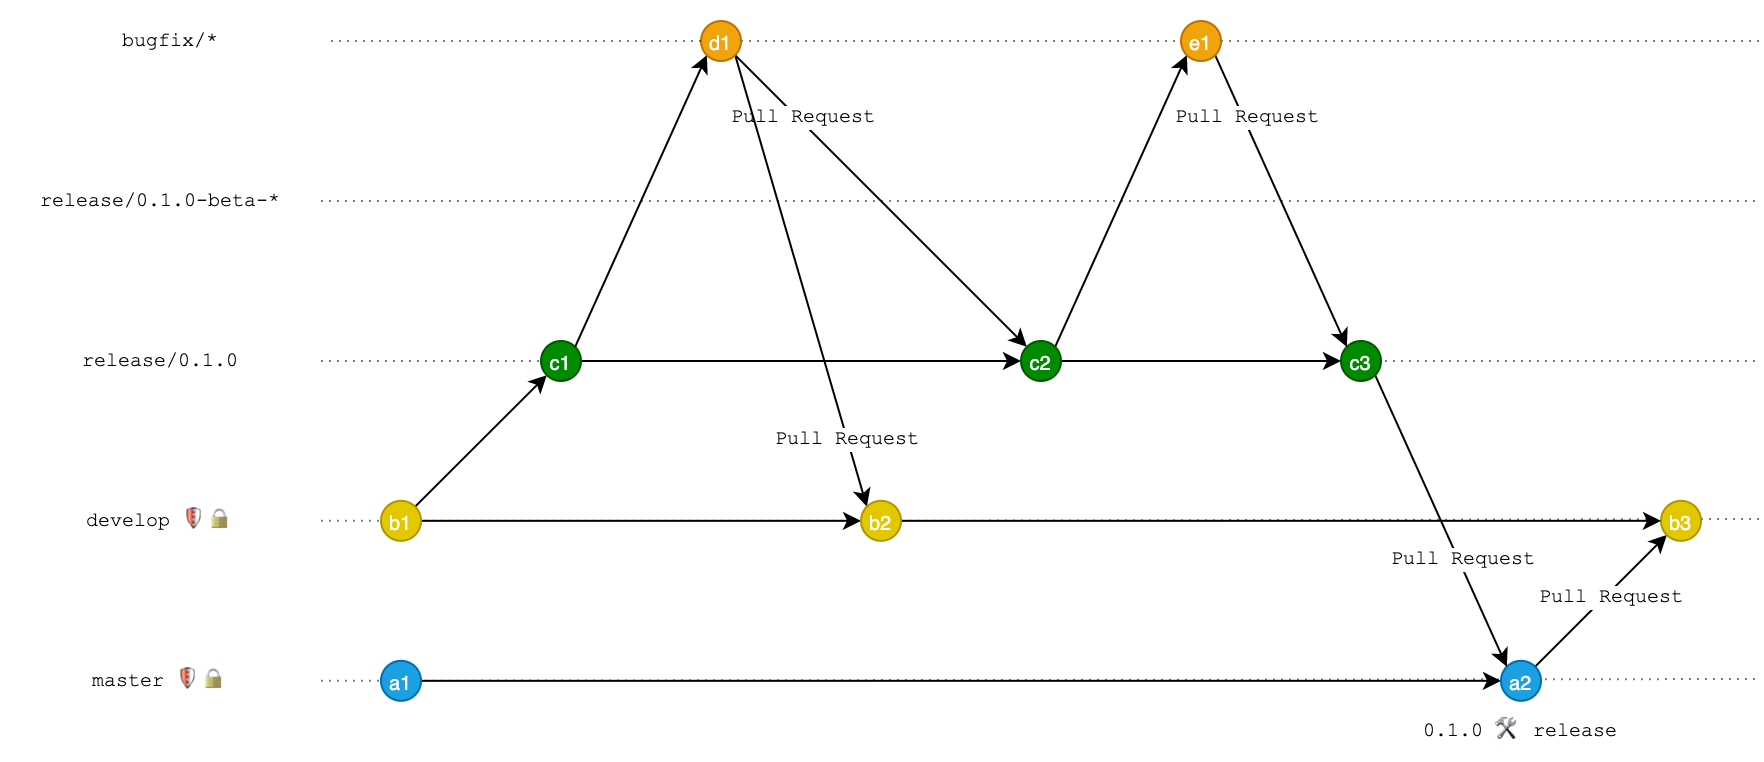 bugfix/*
d1
e1
Pull Request
Pull Request
release/0.1.0-beta-*
release/0.1.0
c1
c2
c3
Pull Request
develop
b1
b2
b3
Pull Request
Pull Request
master
a1
a2
0.1.0 🛠 release